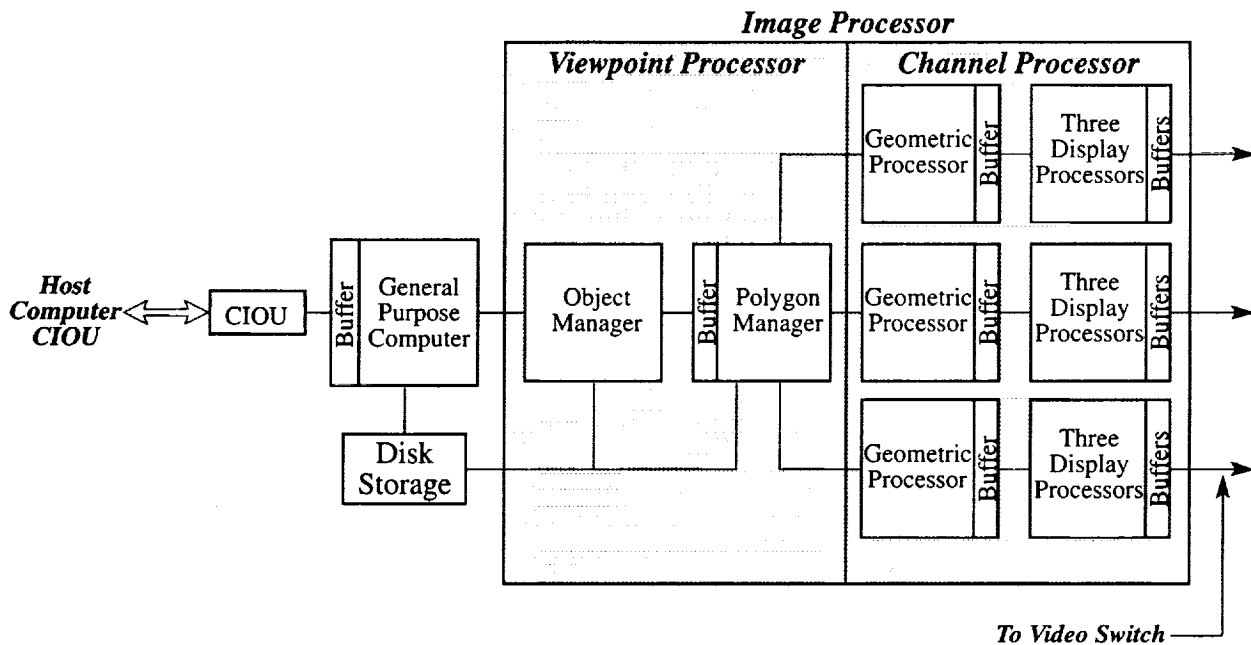 Image Processor
Viewpoint Processor
Channel Processor
Geometric
Processor
Buffer
Three
Display
Processors
Buffers
Host
Computer
CIOU
CIOU
Buffer
General
Purpose
Computer
Object
Manager
Buffer
Polygon
Manager
Geometric
Processor
Buffer
Three
Display
Processors
Buffers
Disk
Storage
Geometric
Processor
Buffer
Three
Display
Processors
Buffers
To Video Switch